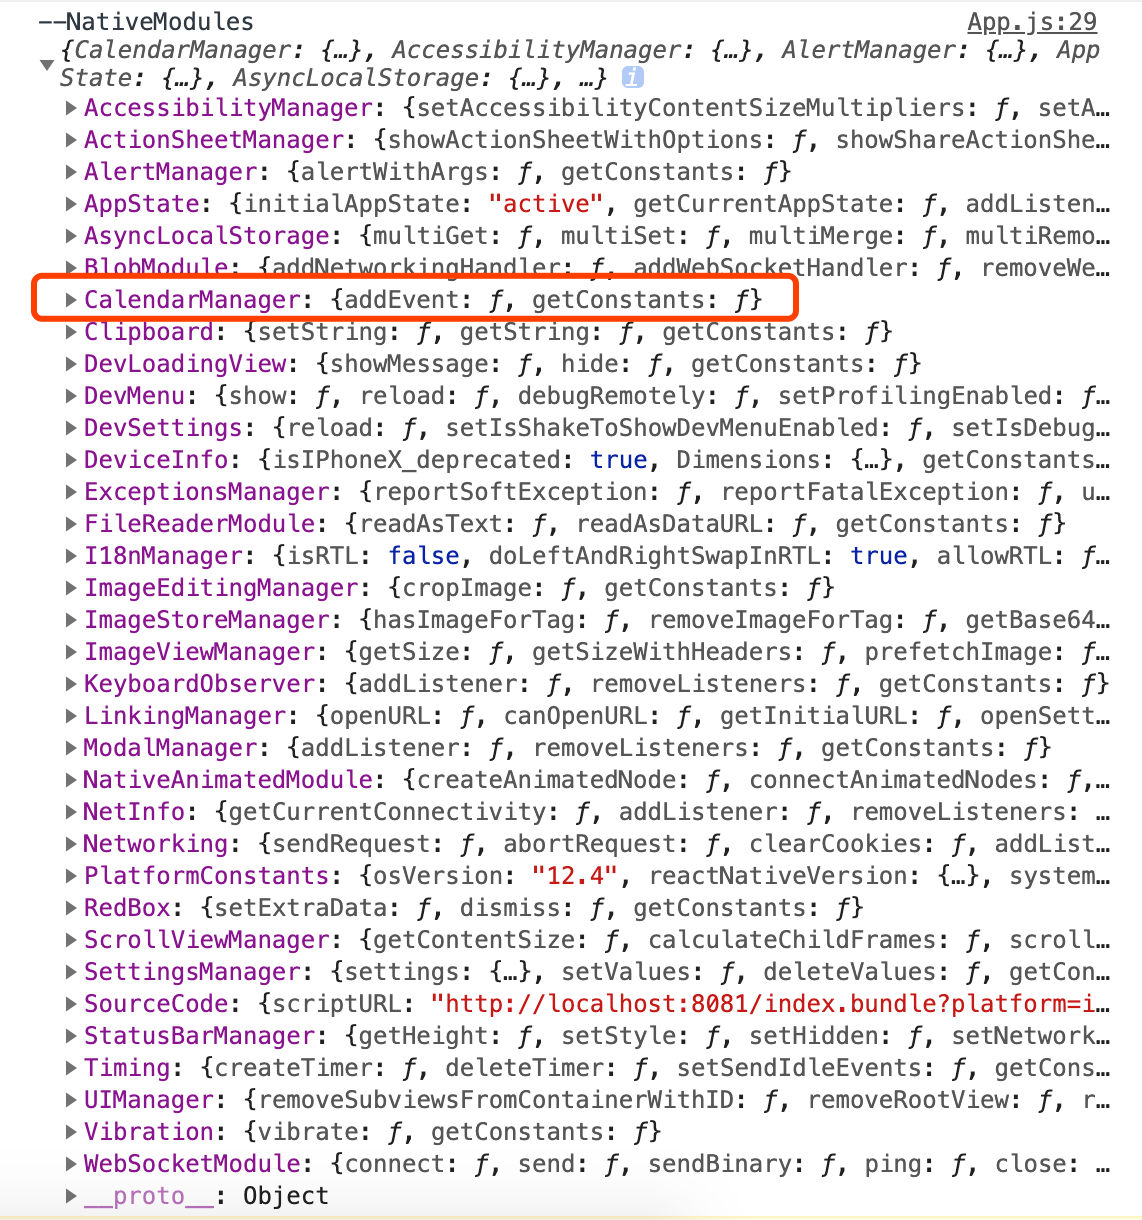 --NativeModules App.js:29
{CalendarManager: {…}, AccessibilityManager: {…}, AlertManager: {…}, App
State: {…}, AsyncLocalStorage: {…}, …} i
AccessibilityManager: {setAccessibilityContentSizeMultipliers: ƒ, setA…
ActionSheetManager: {showActionSheetWithOptions: ƒ, showShareActionShe…
AlertManager: {alertWithArgs: ƒ, getConstants: ƒ}
AppState: {initialAppState: "active", getCurrentAppState: ƒ, addListen…
AsyncLocalStorage: {multiGet: ƒ, multiSet: ƒ, multiMerge: ƒ, multiRemo…
BlobModule: {addNetworkingHandler: ƒ, addWebSocketHandler: ƒ, removeWe…
CalendarManager: {addEvent: ƒ, getConstants: ƒ}
Clipboard: {setString: ƒ, getString: ƒ, getConstants: ƒ}
DevLoadingView: {showMessage: ƒ, hide: ƒ, getConstants: ƒ}
DevMenu: {show: ƒ, reload: ƒ, debugRemotely: ƒ, setProfilingEnabled: ƒ…
DevSettings: {reload: ƒ, setIsShakeToShowDevMenuEnabled: ƒ, setIsDebug…
DeviceInfo: {isIPhoneX_deprecated: true, Dimensions: {…}, getConstants…
ExceptionsManager: {reportSoftException: ƒ, reportFatalException: ƒ, u…
FileReaderModule: {readAsText: ƒ, readAsDataURL: ƒ, getConstants: ƒ}
I18nManager: {isRTL: false, doLeftAndRightSwapInRTL: true, allowRTL: ƒ…
ImageEditingManager: {cropImage: ƒ, getConstants: ƒ}
ImageStoreManager: {hasImageForTag: ƒ, removeImageForTag: ƒ, getBase64…
ImageViewManager: {getSize: ƒ, getSizeWithHeaders: ƒ, prefetchImage: ƒ…
KeyboardObserver: {addListener: ƒ, removeListeners: ƒ, getConstants: ƒ}
LinkingManager: {openURL: ƒ, canOpenURL: ƒ, getInitialURL: ƒ, openSett…
ModalManager: {addListener: ƒ, removeListeners: ƒ, getConstants: ƒ}
NativeAnimatedModule: {createAnimatedNode: ƒ, connectAnimatedNodes: ƒ,…
NetInfo: {getCurrentConnectivity: ƒ, addListener: ƒ, removeListeners: …
Networking: {sendRequest: ƒ, abortRequest: ƒ, clearCookies: ƒ, addList…
PlatformConstants: {osVersion: "12.4", reactNativeVersion: {…}, system…
RedBox: {setExtraData: ƒ, dismiss: ƒ, getConstants: ƒ}
ScrollViewManager: {getContentSize: ƒ, calculateChildFrames: ƒ, scroll…
SettingsManager: {settings: {…}, setValues: ƒ, deleteValues: ƒ, getCon…
SourceCode: {scriptURL: "http://localhost:8081/index.bundle?platform=i…
StatusBarManager: {getHeight: ƒ, setStyle: ƒ, setHidden: ƒ, setNetwork…
Timing: {createTimer: ƒ, deleteTimer: ƒ, setSendIdleEvents: ƒ, getCons…
UIManager: {removeSubviewsFromContainerWithID: ƒ, removeRootView: ƒ, r…
Vibration: {vibrate: ƒ, getConstants: ƒ}
WebSocketModule: {connect: ƒ, send: ƒ, sendBinary: ƒ, ping: ƒ, close: …
__proto__: Object